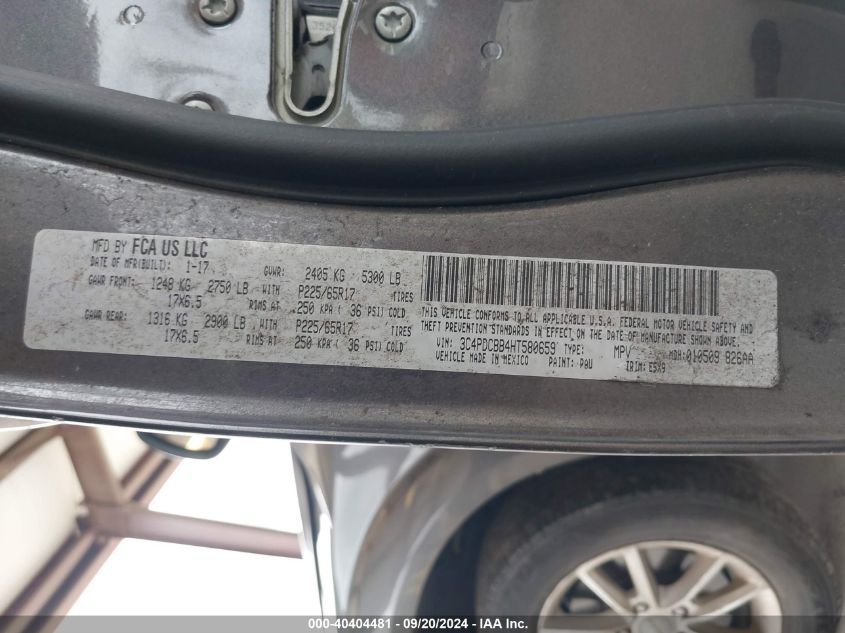 MFD BY FCA US LLC
DATE OF MFR(BUILT): 1-17 GVWR: 2405 KG 5300 LB
GAWR FRONT: 1248 KG 2750 LB WITH P225/65R17 TIRES
17X6.5 RIMS AT 250 KPA ( 36 PSI) COLD
GAWR REAR: 1316 KG 2900 LB WITH P225/65R17 TIRES
17X6.5 RIMS AT 250 KPA ( 36 PSI) COLD
THIS VEHICLE CONFORMS TO ALL APPLICABLE U.S.A. FEDERAL MOTOR VEHICLE SAFETY AND
THEFT PREVENTION STANDARDS IN EFFECT ON THE DATE OF MANUFACTURE SHOWN ABOVE.
VIN: 3C4PDCBB4HT580659 TYPE: MPV MDH: 010509 826AA
VEHICLE MADE IN MEXICO PAINT: PAU TRIM: E5X9
000-40404481 - 09/20/2024 - IAA, Inc.